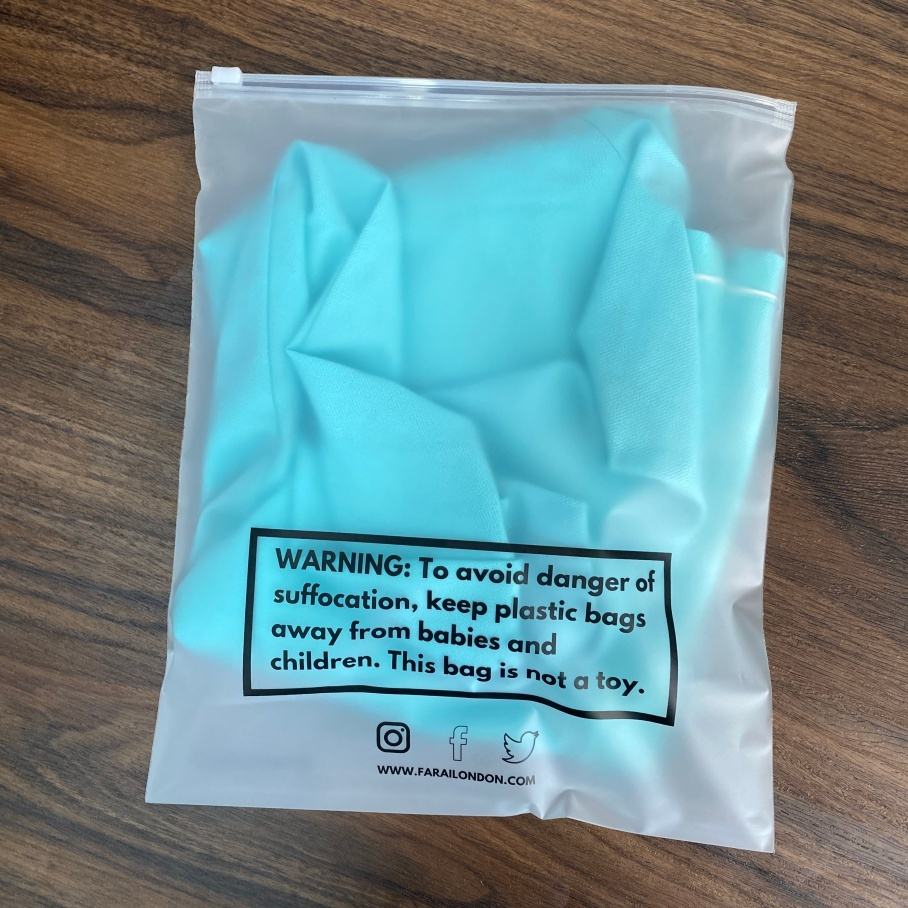 WARNING: To avoid danger of
suffocation, keep plastic bags
away from babies and
children. This bag is not a toy.
WWW.FARAILONDON.COM